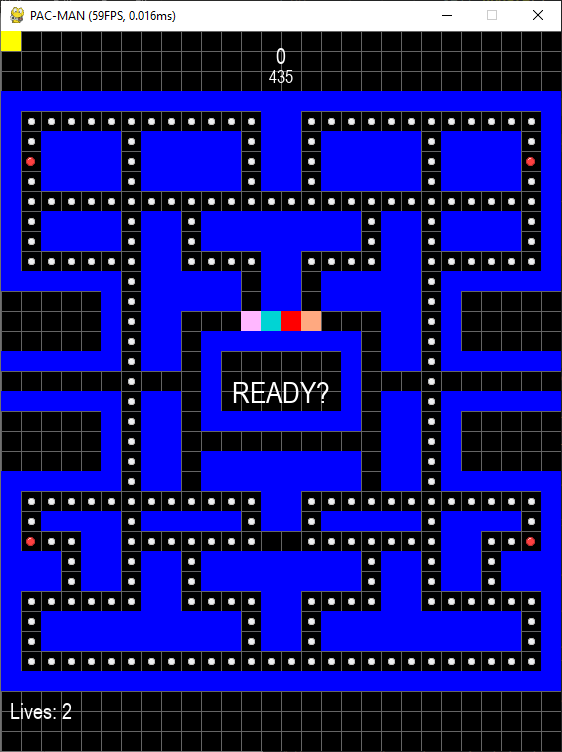 PAC-MAN (59FPS, 0.016ms)
0
435
READY?
Lives: 2